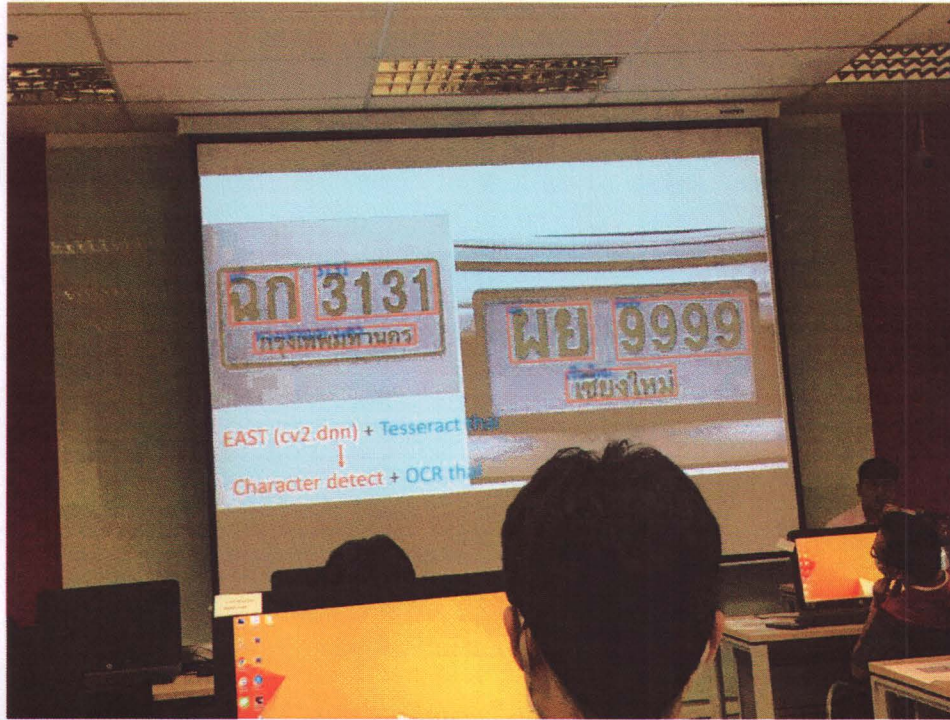 ฉก 3131
กรุงเทพมหานคร
ผย 9999
เชียงใหม่
EAST (cv2.dnn) + Tesseract thai
Character detect + OCR thai